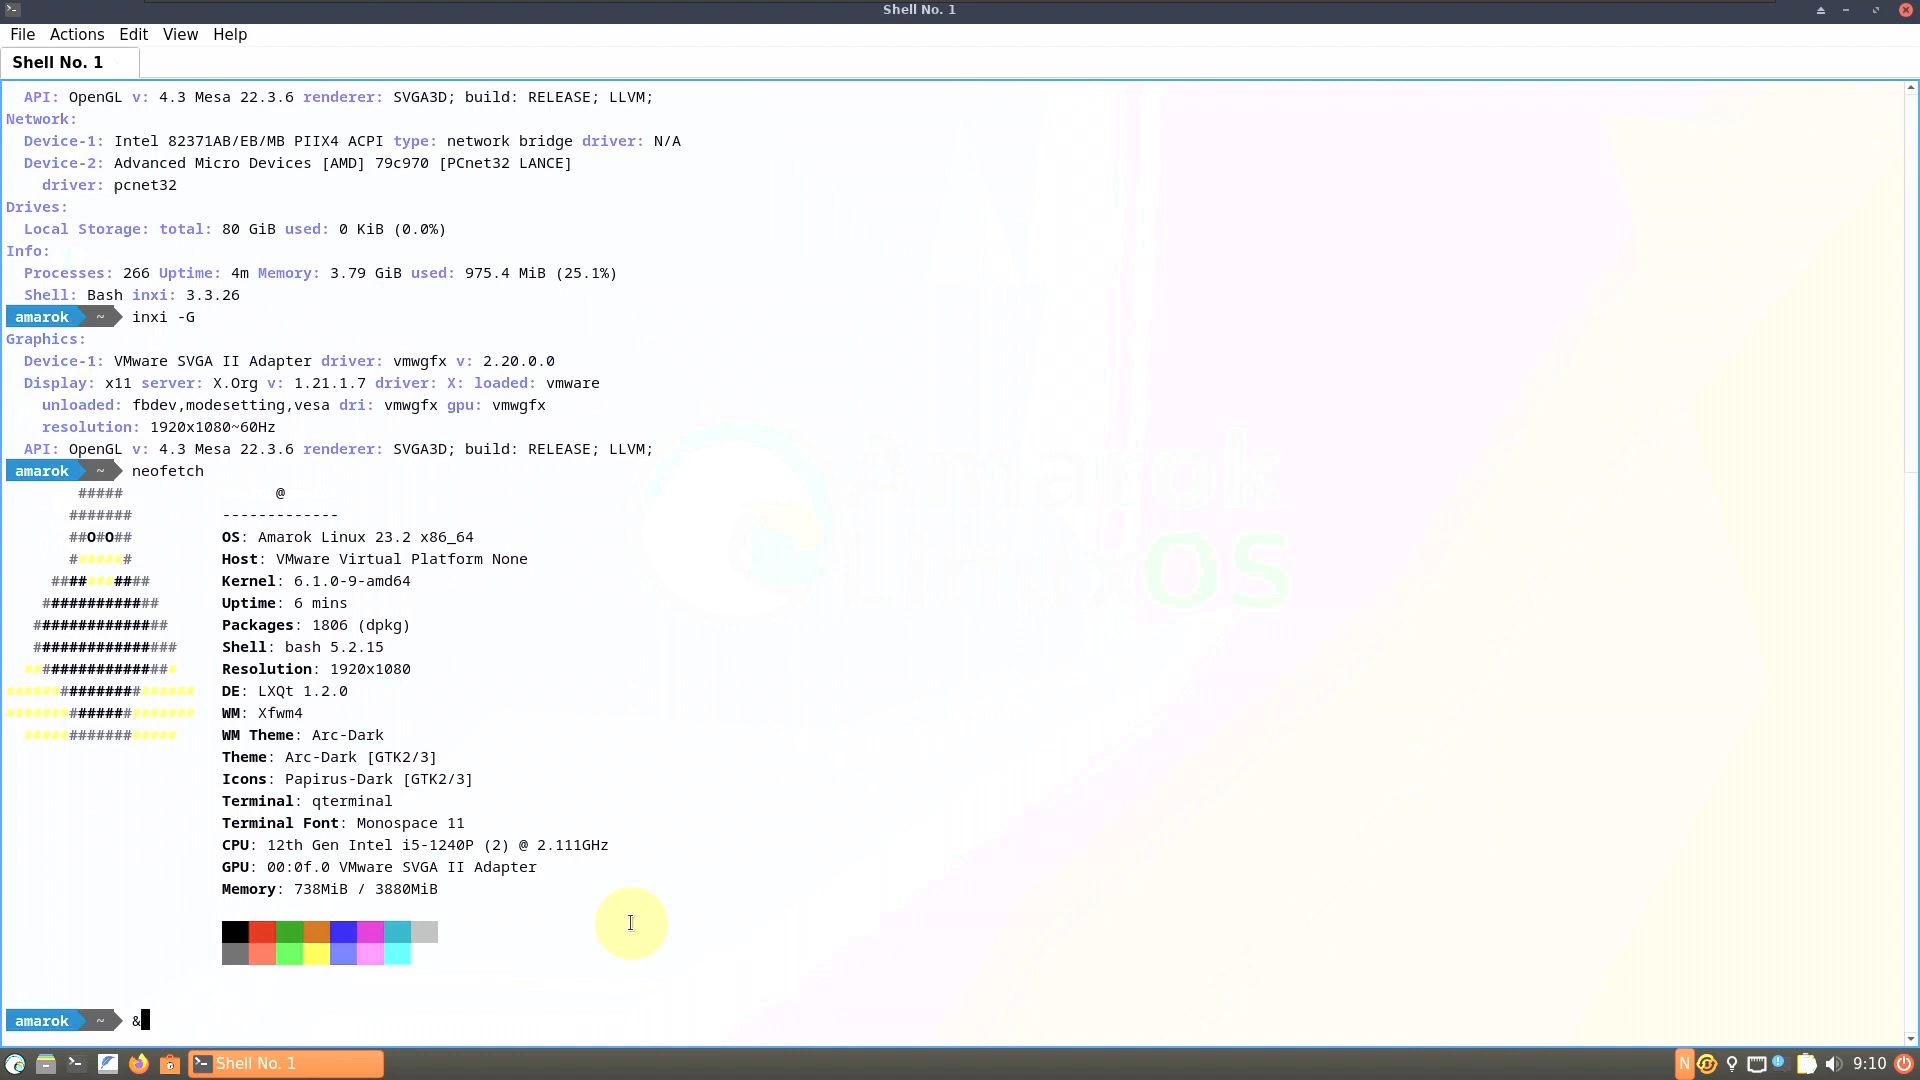 Shell No. 1
File Actions Edit View Help
Shell No. 1
API: OpenGL v: 4.3 Mesa 22.3.6 renderer: SVGA3D; build: RELEASE; LLVM;
Network:
Device-1: Intel 82371AB/EB/MB PIIX4 ACPI type: network bridge driver: N/A
Device-2: Advanced Micro Devices [AMD] 79c970 [PCnet32 LANCE]
driver: pcnet32
Drives:
Local Storage: total: 80 GiB used: 0 KiB (0.0%)
Info:
Processes: 266 Uptime: 4m Memory: 3.79 GiB used: 975.4 MiB (25.1%)
Shell: Bash inxi: 3.3.26
amarok ~ inxi -G
Graphics:
Device-1: VMware SVGA II Adapter driver: vmwgfx v: 2.20.0.0
Display: x11 server: X.Org v: 1.21.1.7 driver: X: loaded: vmware
unloaded: fbdev,modesetting,vesa dri: vmwgfx gpu: vmwgfx
resolution: 1920x1080~60Hz
API: OpenGL v: 4.3 Mesa 22.3.6 renderer: SVGA3D; build: RELEASE; LLVM;
amarok ~ neofetch
##### @
####### -------------
##O#O## OS: Amarok Linux 23.2 x86_64
####### Host: VMware Virtual Platform None
########### Kernel: 6.1.0-9-amd64
############# Uptime: 6 mins
############### Packages: 1806 (dpkg)
################ Shell: bash 5.2.15
################# Resolution: 1920x1080
##################### DE: LXQt 1.2.0
##################### WM: Xfwm4
################# WM Theme: Arc-Dark
Theme: Arc-Dark [GTK2/3]
Icons: Papirus-Dark [GTK2/3]
Terminal: qterminal
Terminal Font: Monospace 11
CPU: 12th Gen Intel i5-1240P (2) @ 2.111GHz
GPU: 00:0f.0 VMware SVGA II Adapter
Memory: 738MiB / 3880MiB
amarok ~ &
Amarok
LinuxOS
Shell No. 1 N 9:10